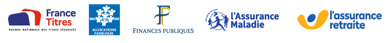 France
Titres
AGENCE NATIONALE DES TITRES SÉCURISÉS
ALLOCATIONS
FAMILIALES
FINANCES PUBLIQUES
l'Assurance
Maladie
l'assurance
retraite